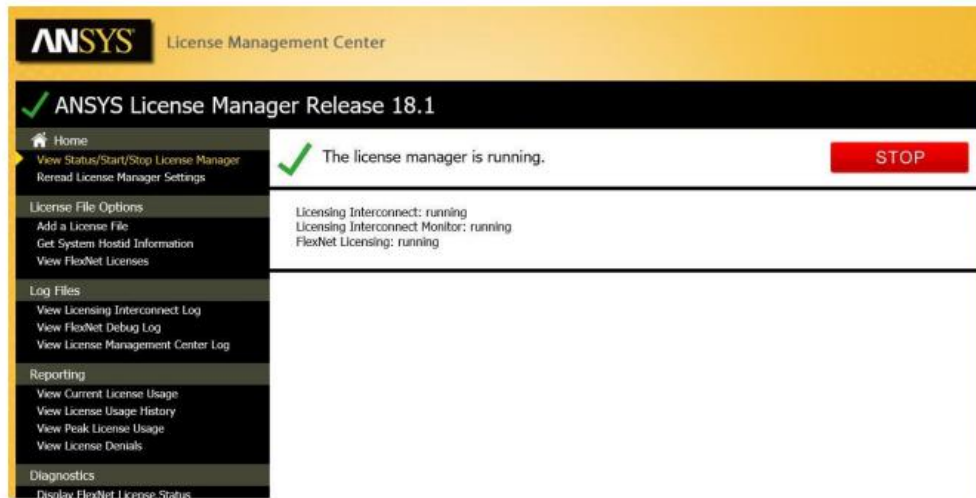 ANSYS License Management Center
ANSYS License Manager Release 18.1
Home
View Status/Start/Stop License Manager
Reread License Manager Settings
License File Options
Add a License File
Get System Hostid Information
View FlexNet Licenses
Log Files
View Licensing Interconnect Log
View FlexNet Debug Log
View License Management Center Log
Reporting
View Current License Usage
View License Usage History
View Peak License Usage
View License Denials
Diagnostics
Display FlexNet License Status
The license manager is running.
STOP
Licensing Interconnect: running
Licensing Interconnect Monitor: running
FlexNet Licensing: running